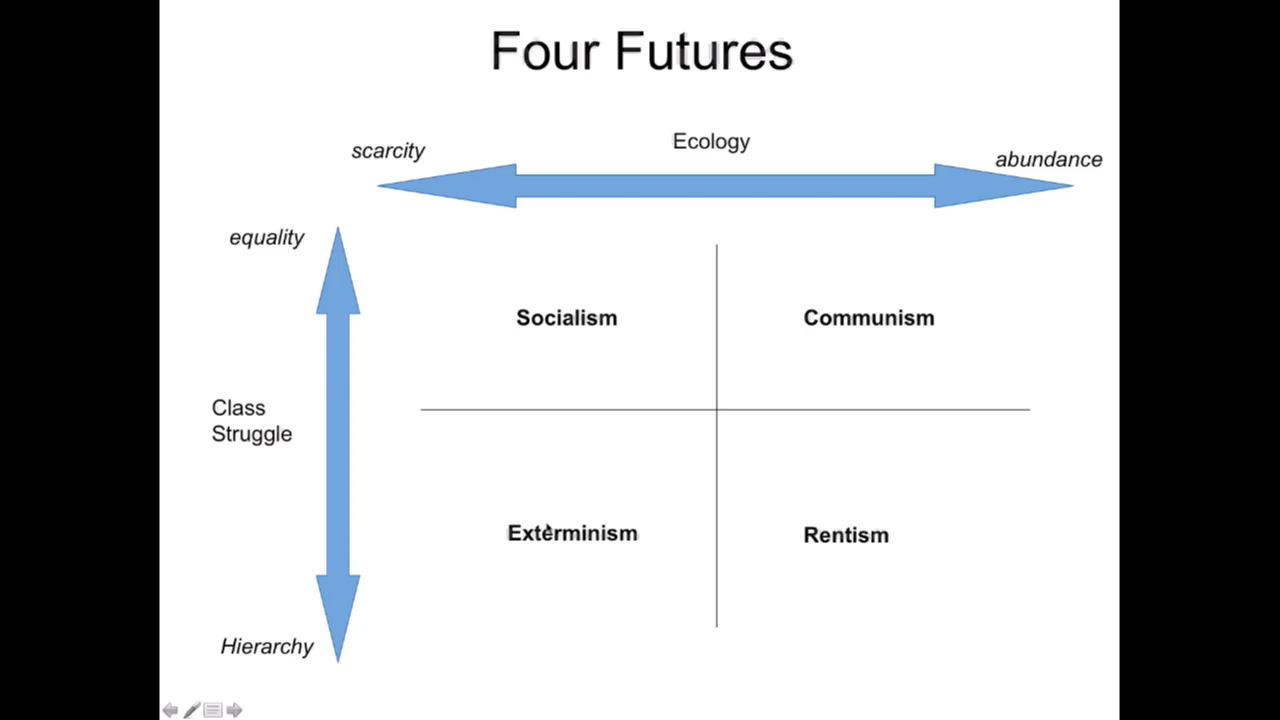 Four Futures
Ecology
scarcity
abundance
equality
Socialism
Communism
Class
Struggle
Exterminism
Rentism
Hierarchy